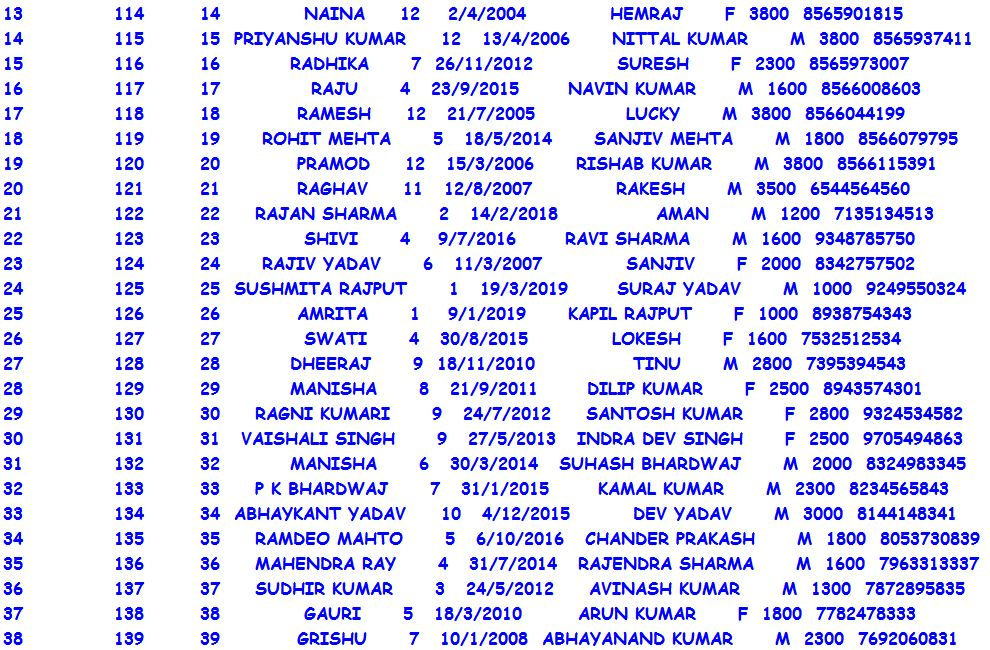 13 114 14 NAINA 12 2/4/2004 HEMRAJ F 3800 8565901815
14 115 15 PRIYANSHU KUMAR 12 13/4/2006 NITTAL KUMAR M 3800 8565937411
15 116 16 RADHIKA 7 26/11/2012 SURESH F 2300 8565973007
16 117 17 RAJU 4 23/9/2015 NAVIN KUMAR M 1600 8566008603
17 118 18 RAMESH 12 21/7/2005 LUCKY M 3800 8566044199
18 119 19 ROHIT MEHTA 5 18/5/2014 SANJIV MEHTA M 1800 8566079795
19 120 20 PRAMOD 12 15/3/2006 RISHAB KUMAR M 3800 8566115391
20 121 21 RAGHAV 11 12/8/2007 RAKESH M 3500 6544564560
21 122 22 RAJAN SHARMA 2 14/2/2018 AMAN M 1200 7135134513
22 123 23 SHIVI 4 9/7/2016 RAVI SHARMA M 1600 9348785750
23 124 24 RAJIV YADAV 6 11/3/2007 SANJIV F 2000 8342757502
24 125 25 SUSHMITA RAJPUT 1 19/3/2019 SURAJ YADAV M 1000 9249550324
25 126 26 AMRITA 1 9/1/2019 KAPIL RAJPUT F 1000 8938754343
26 127 27 SWATI 4 30/8/2015 LOKESH F 1600 7532512534
27 128 28 DHEERAJ 9 18/11/2010 TINU M 2800 7395394543
28 129 29 MANISHA 8 21/9/2011 DILIP KUMAR F 2500 8943574301
29 130 30 RAGNI KUMARI 9 24/7/2012 SANTOSH KUMAR F 2800 9324534582
30 131 31 VAISHALI SINGH 9 27/5/2013 INDRA DEV SINGH F 2500 9705494863
31 132 32 MANISHA 6 30/3/2014 SUHASH BHARDWAJ M 2000 8324983345
32 133 33 P K BHARDWAJ 7 31/1/2015 KAMAL KUMAR M 2300 8234565843
33 134 34 ABHAYKANT YADAV 10 4/12/2015 DEV YADAV M 3000 8144148341
34 135 35 RAMDEO MAHTO 5 6/10/2016 CHANDER PRAKASH M 1800 8053730839
35 136 36 MAHENDRA RAY 4 31/7/2014 RAJENDRA SHARMA M 1600 7963313337
36 137 37 SUDHIR KUMAR 3 24/5/2012 AVINASH KUMAR M 1300 7872895835
37 138 38 GAURI 5 18/3/2010 ARUN KUMAR F 1800 7782478333
38 139 39 GRISHU 7 10/1/2008 ABHAYANAND KUMAR M 2300 7692060831